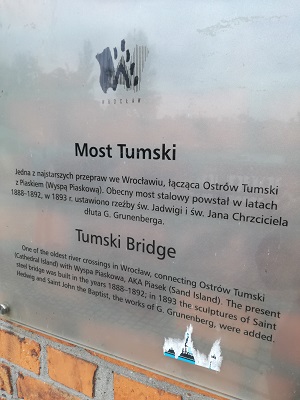 WROCŁAW
Most Tumski
Jedna z najstarszych przepraw we Wrocławiu, łącząca Ostrów Tumski
z Piaskiem (Wyspą Piaskową). Obecny most stalowy powstał w latach
1888–1892, w 1893 r. ustawiono rzeźby św. Jadwigi i św. Jana Chrzciciela
dłuta G. Grunenberga.
Tumski Bridge
One of the oldest river crossings in Wrocław, connecting Ostrów Tumski
(Cathedral Island) with Wyspa Piaskowa, AKA Piasek (Sand Island). The present
steel bridge was built in the years 1888–1892; in 1893 the sculptures of Saint
Hedwig and Saint John the Baptist, the works of G. Grunenberg, were added.